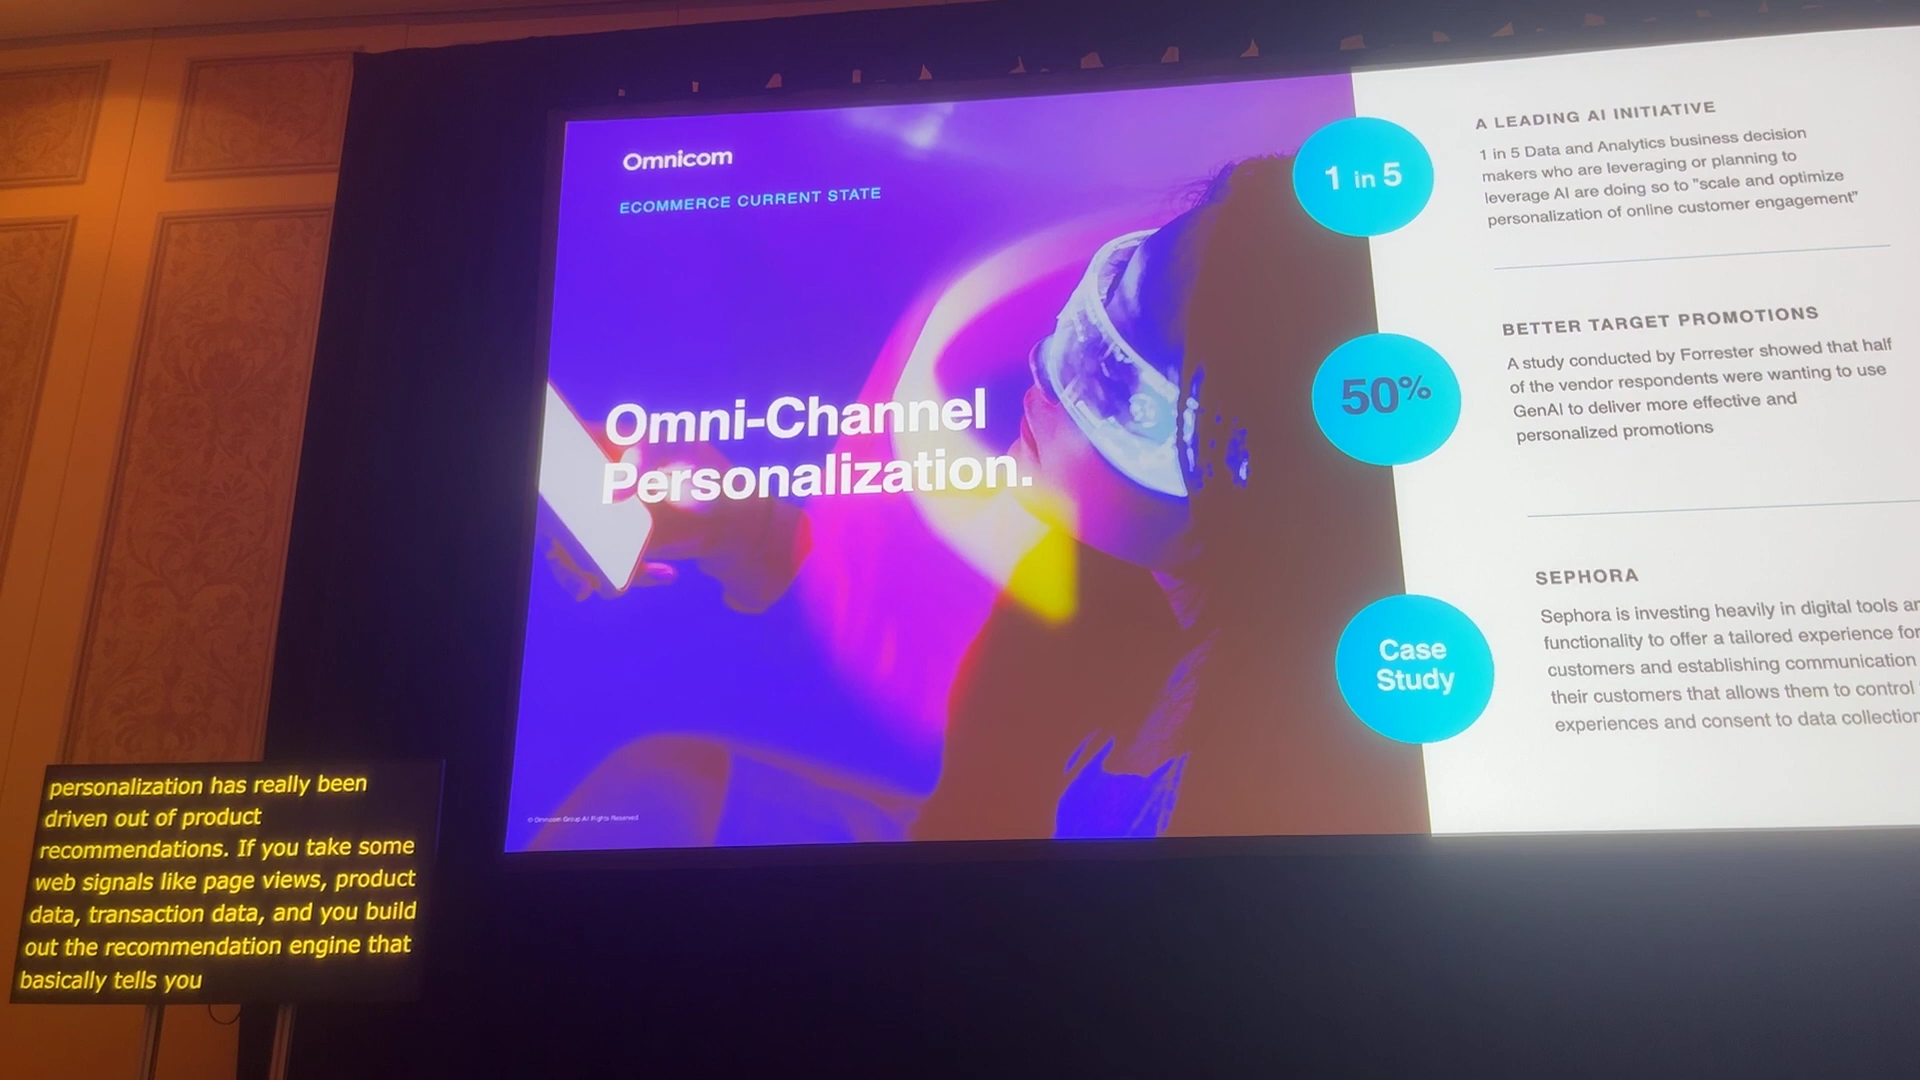 Omnicom
ECOMMERCE CURRENT STATE
Omni-Channel
Personalization.
© Omnicom Group All Rights Reserved
1 in 5
A LEADING AI INITIATIVE
1 in 5 Data and Analytics business decision
makers who are leveraging or planning to
leverage AI are doing so to "scale and optimize
personalization of online customer engagement"
50%
BETTER TARGET PROMOTIONS
A study conducted by Forrester showed that half
of the vendor respondents were wanting to use
GenAI to deliver more effective and
personalized promotions
Case
Study
SEPHORA
Sephora is investing heavily in digital tools
functionality to offer a tailored experience for
customers and establishing communication
their customers that allows them to control
experiences and consent to data collection
personalization has really been
driven out of product
recommendations. If you take some
web signals like page views, product
data, transaction data, and you build
out the recommendation engine that
basically tells you